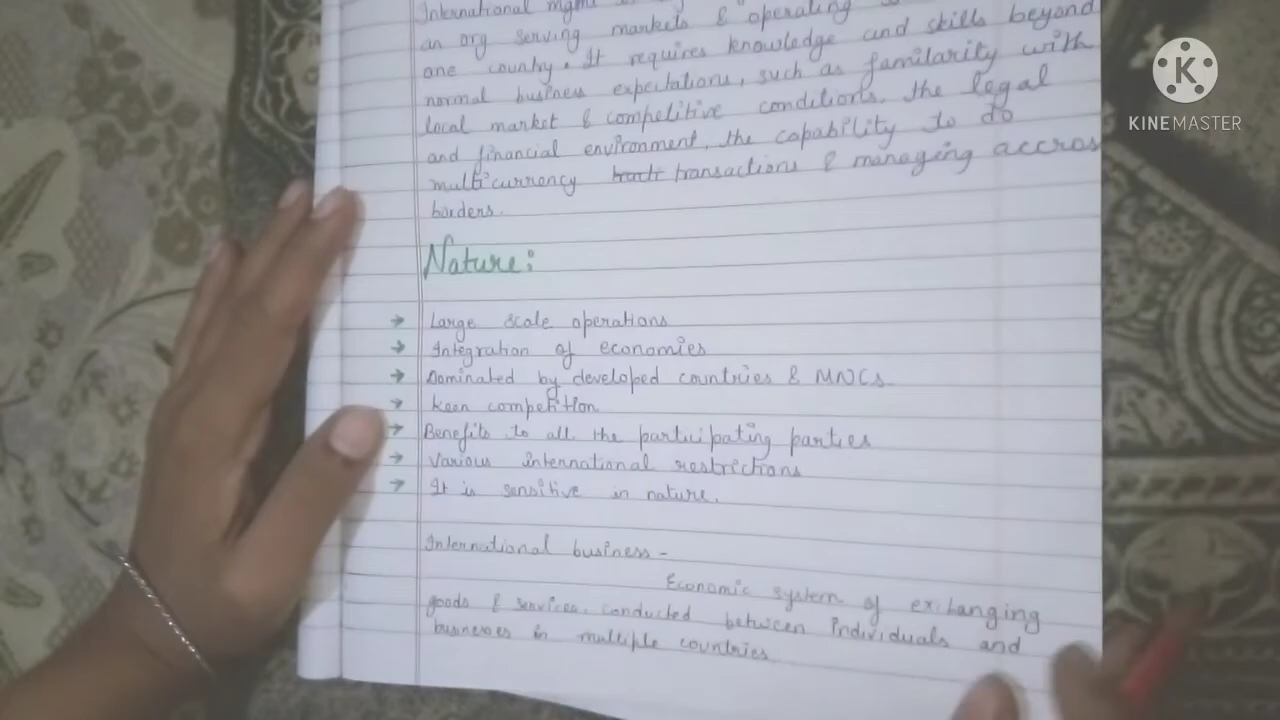 International mgmt
an org serving markets & operating
one country. It requires knowledge and skills beyond
normal business expectations, such as familarity with
local market & competitive conditions, the legal
and financial environment, the capability to do
multi currency transactions & managing accross
borders.
Nature:
→ Large scale operations
→ Integration of economies
→ Dominated by developed countries & MNCs
→ Keen competition
→ Benefits to all the participating parties
→ Various international restrictions
→ It is sensitive in nature.
International business -
Economic system of exchanging
goods & services, conducted between individuals and
businesses in multiple countries
K
KINEMASTER